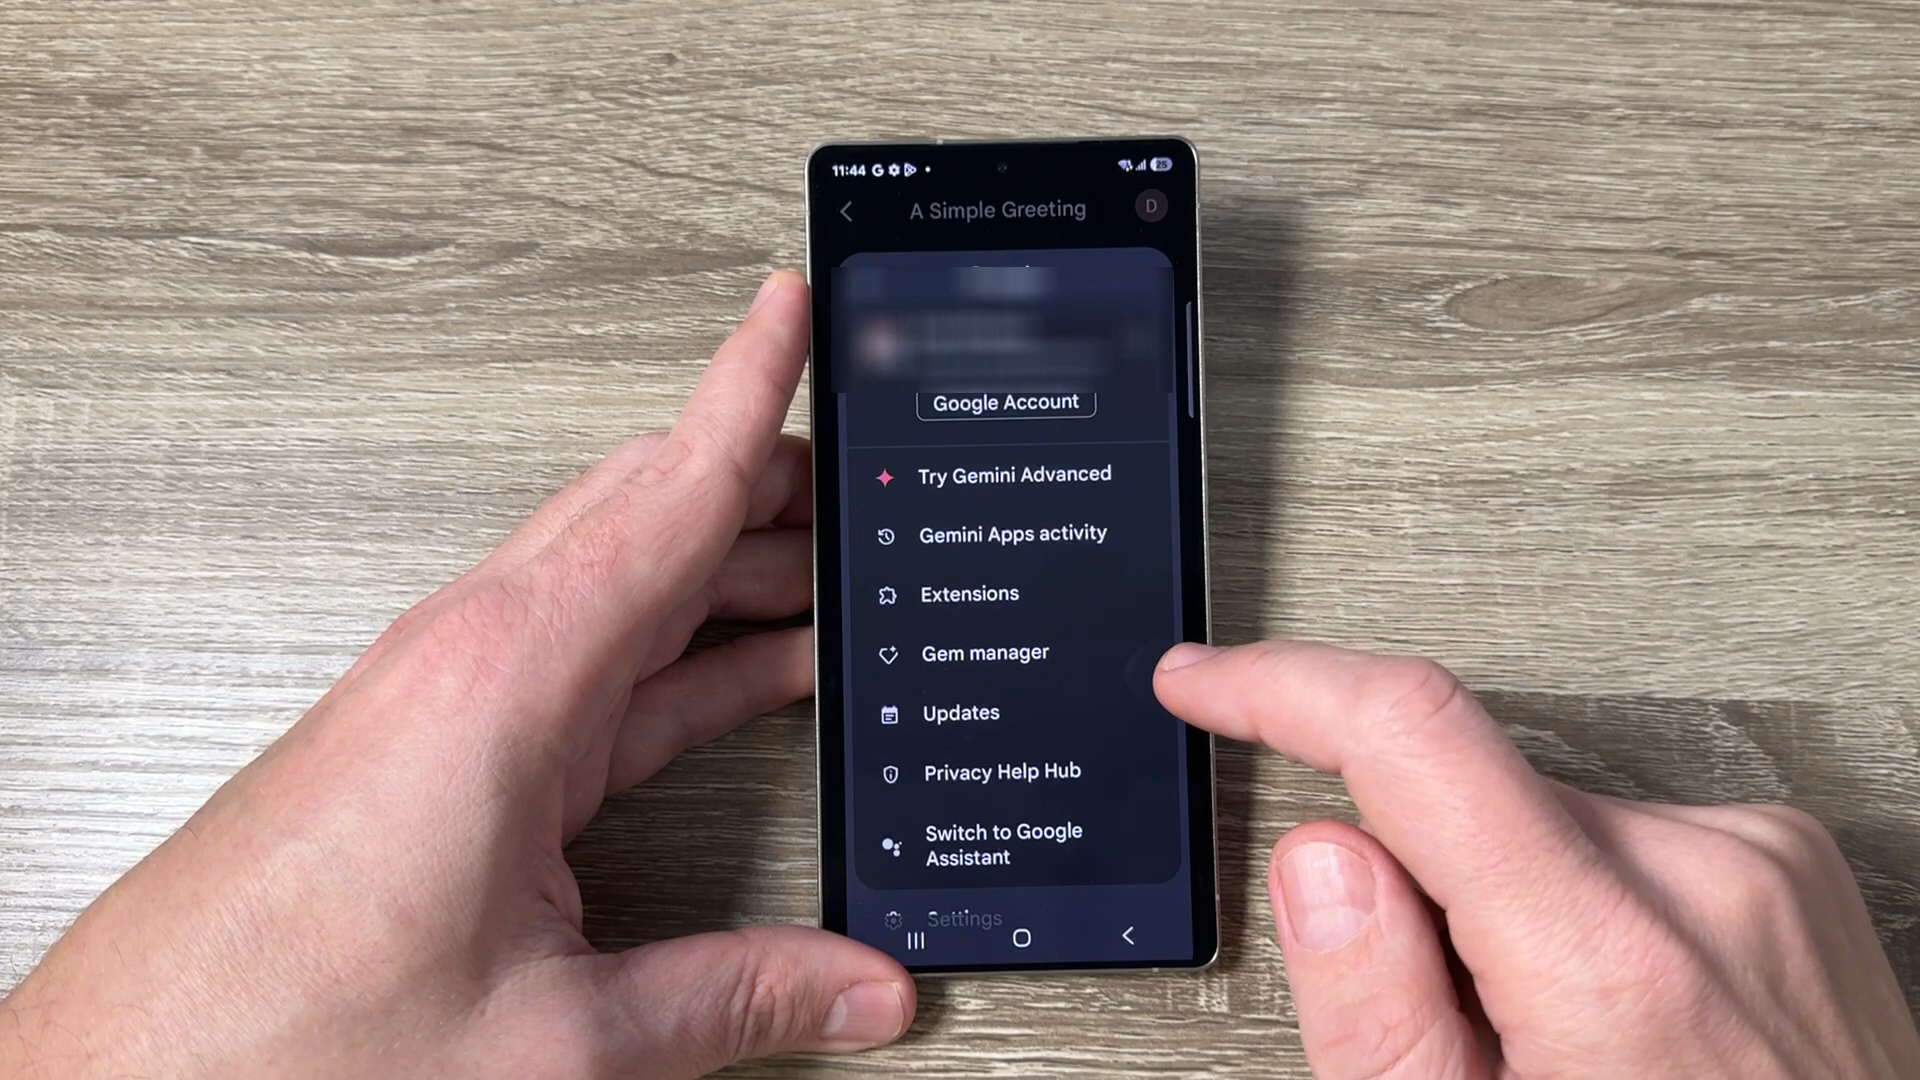 11:44 G
25
A Simple Greeting
D
Google Account
Try Gemini Advanced
Gemini Apps activity
Extensions
Gem manager
Updates
Privacy Help Hub
Switch to Google
Assistant
Settings